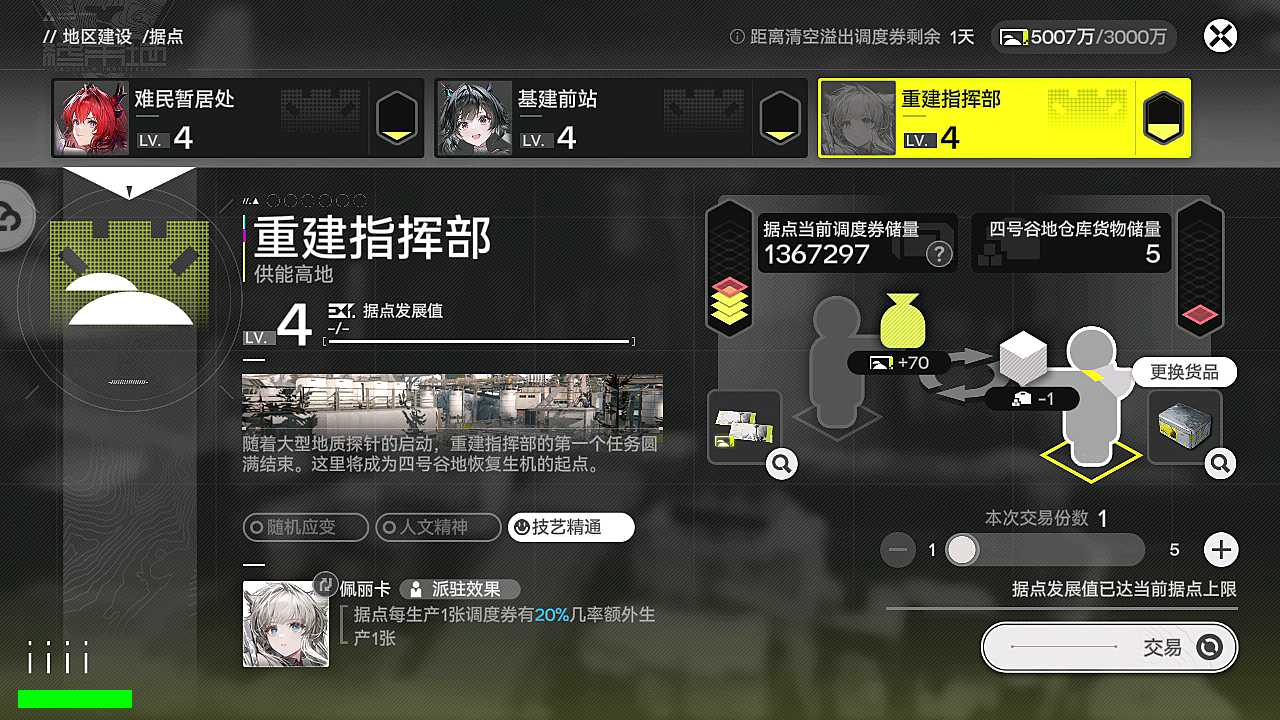 // 地区建设 /据点
距离清空溢出调度券剩余 1天
5007万/3000万
难民暂居处
LV. 4
基建前站
LV. 4
重建指挥部
LV. 4
重建指挥部
供能高地
LV. 4
据点发展值
-/-
随着大型地质探针的启动，重建指挥部的第一个任务圆
满结束。这里将成为四号谷地恢复生机的起点。
随机应变
人文精神
技艺精通
佩丽卡
派驻效果
据点每生产1张调度券有20%几率额外生
产1张
据点当前调度券储量
1367297
?
四号谷地仓库货物储量
5
+70
-1
更换货品
本次交易份数 1
1
5
据点发展值已达当前据点上限
交易